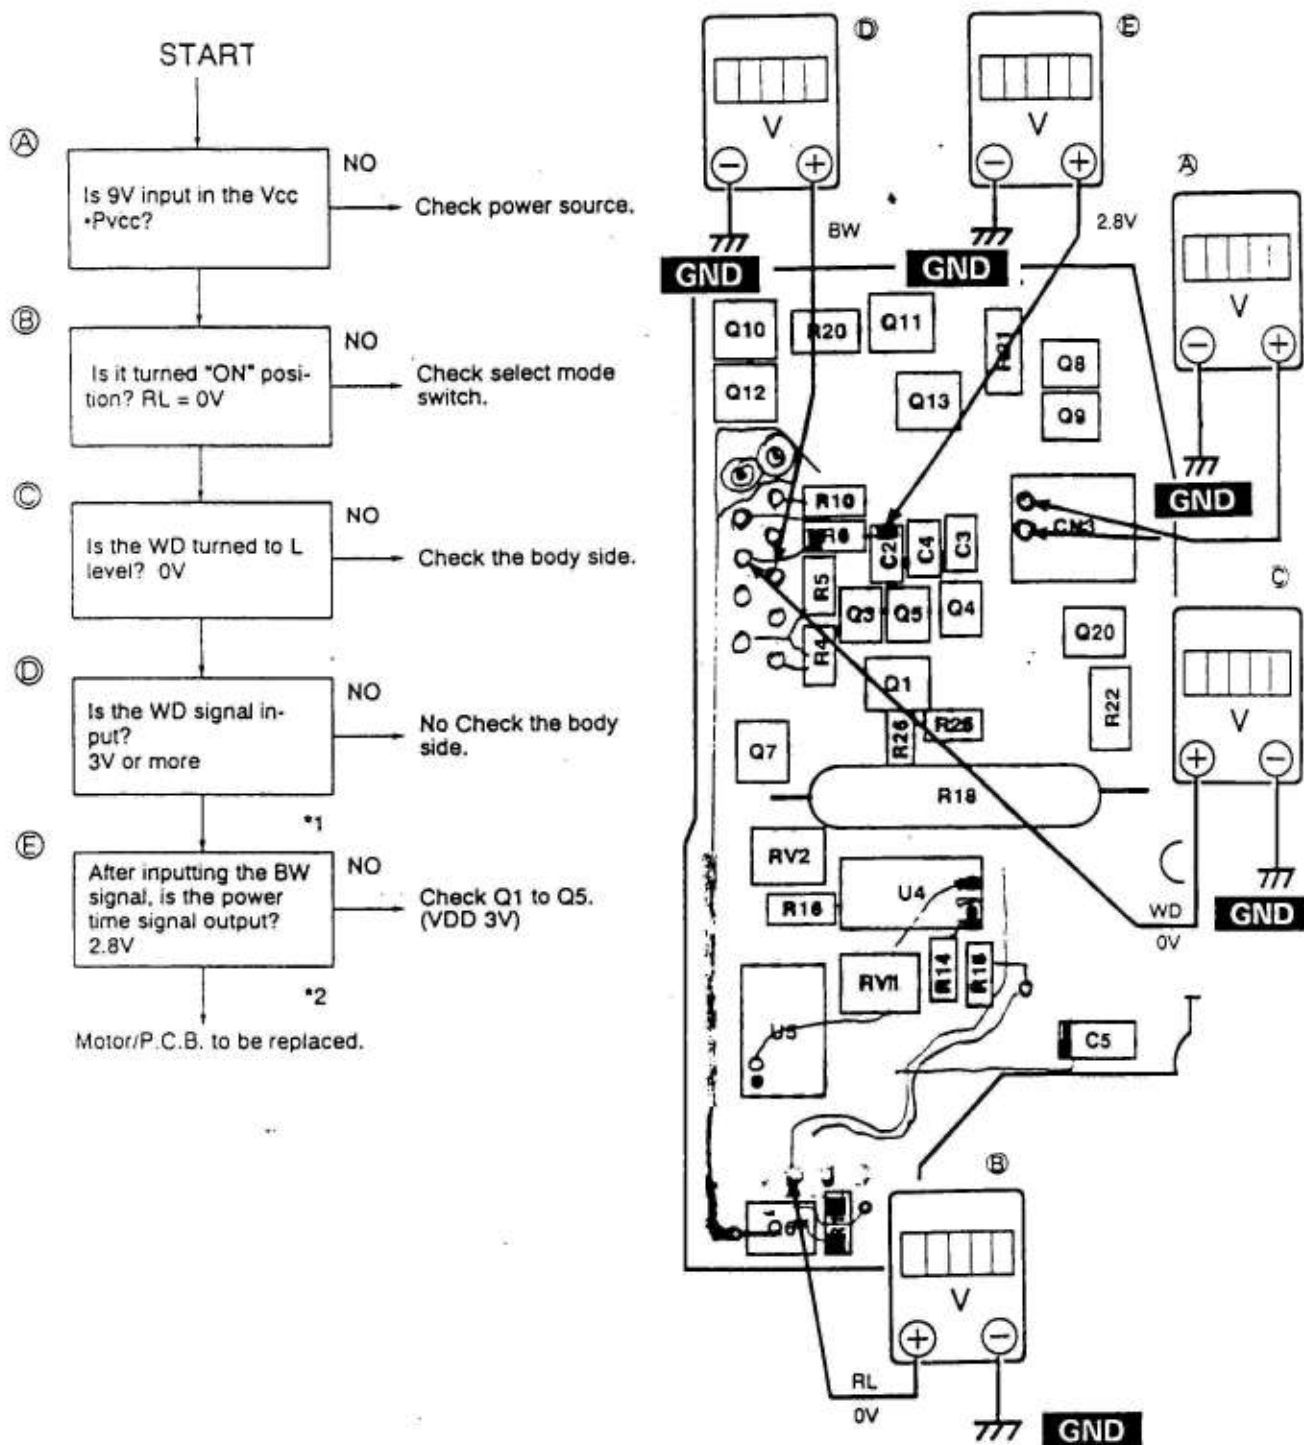 START
Ⓐ
Is 9V input in the Vcc
•Pvcc?
NO
Check power source.
Ⓑ
Is it turned "ON" posi-
tion? RL = 0V
NO
Check select mode
switch.
Ⓒ
Is the WD turned to L
level? 0V
NO
Check the body side.
Ⓓ
Is the WD signal in-
put?
3V or more
NO
No Check the body
side.
*1
Ⓔ
After inputting the BW
signal, is the power
time signal output?
2.8V
NO
Check Q1 to Q5.
(VDD 3V)
*2
Motor/P.C.B. to be replaced.
Ⓓ
V
− +
BW
GND
Ⓔ
V
− +
2.8V
GND
Ⓐ
V
− +
GND
Q10
R20
Q11
Q8
Q12
Q13
Q9
R10
CN3
C2
C4
C3
R5
Q3
Q5
Q4
R4
Q20
Q1
R22
R26
R25
Q7
R18
Ⓒ
V
+ −
WD
0V
GND
RV2
U4
R16
RV11
R14
R15
U5
C5
Q6
Ⓑ
V
+ −
RL
0V
GND